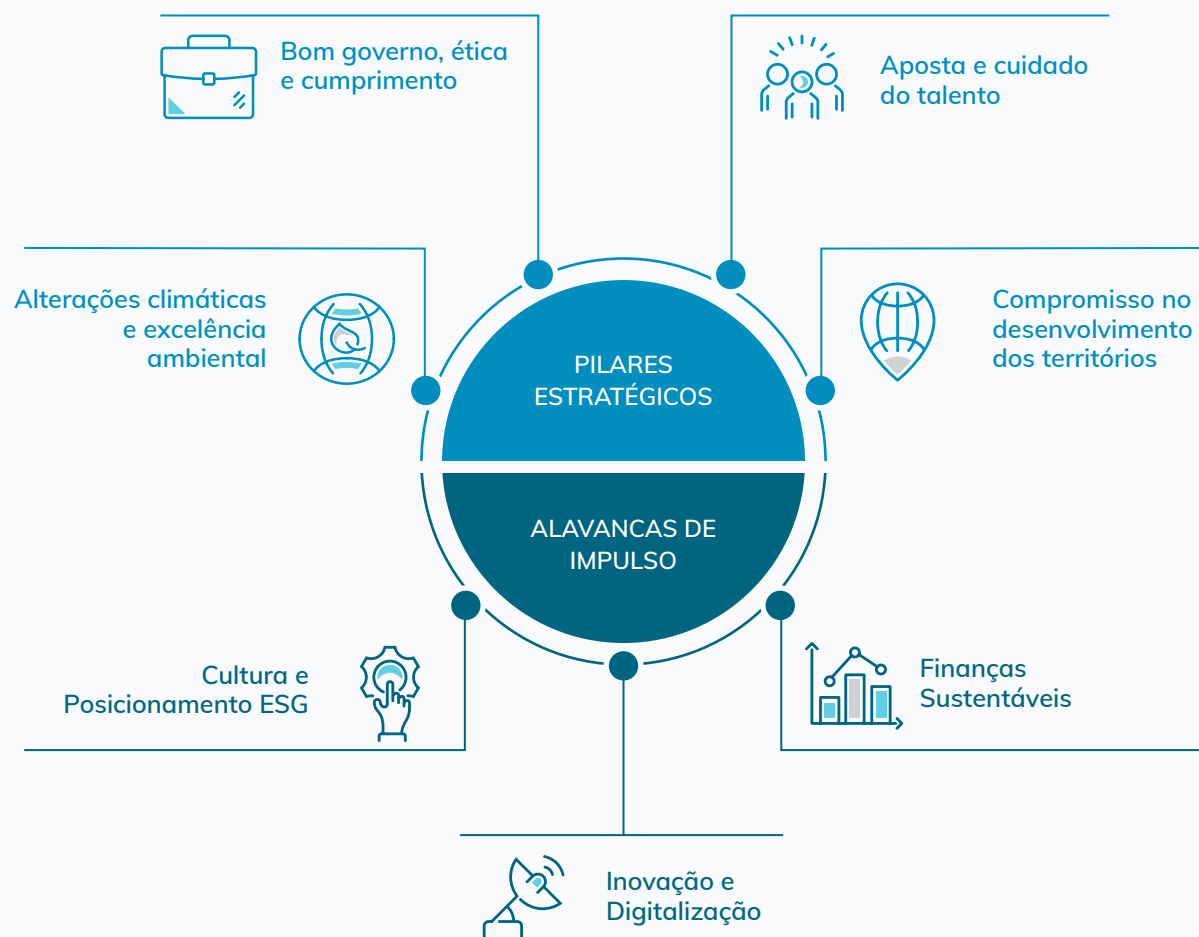 Bom governo, ética
e cumprimento
Aposta e cuidado
do talento
Alterações climáticas
e excelência
ambiental
Compromisso no
desenvolvimento
dos territórios
PILARES
ESTRATÉGICOS
ALAVANCAS DE
IMPULSO
Cultura e
Posicionamento ESG
Finanças
Sustentáveis
Inovação e
Digitalização